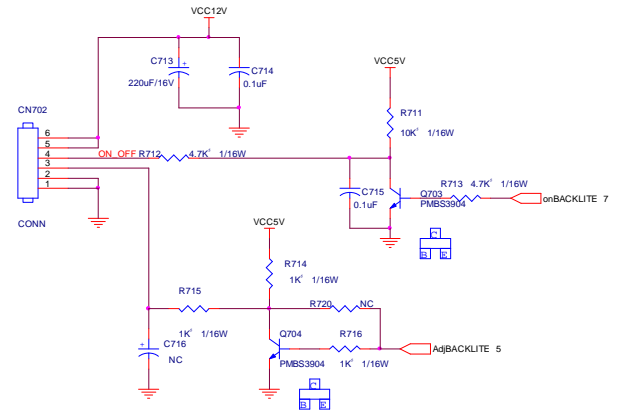 VCC12V
C713
220uF/16V
C714
0.1uF
VCC5V
R711
10K° 1/16W
CN702
6
5
4
3
2
1
CONN
ON_OFF R712 4.7K° 1/16W
C715
0.1uF
Q703
PMBS3904
R713 4.7K° 1/16W
onBACKLITE 7
C
B E
VCC5V
R714
1K° 1/16W
R715
1K° 1/16W
R720 NC
C716
NC
Q704
PMBS3904
R716
1K° 1/16W
AdjBACKLITE 5
C
B E